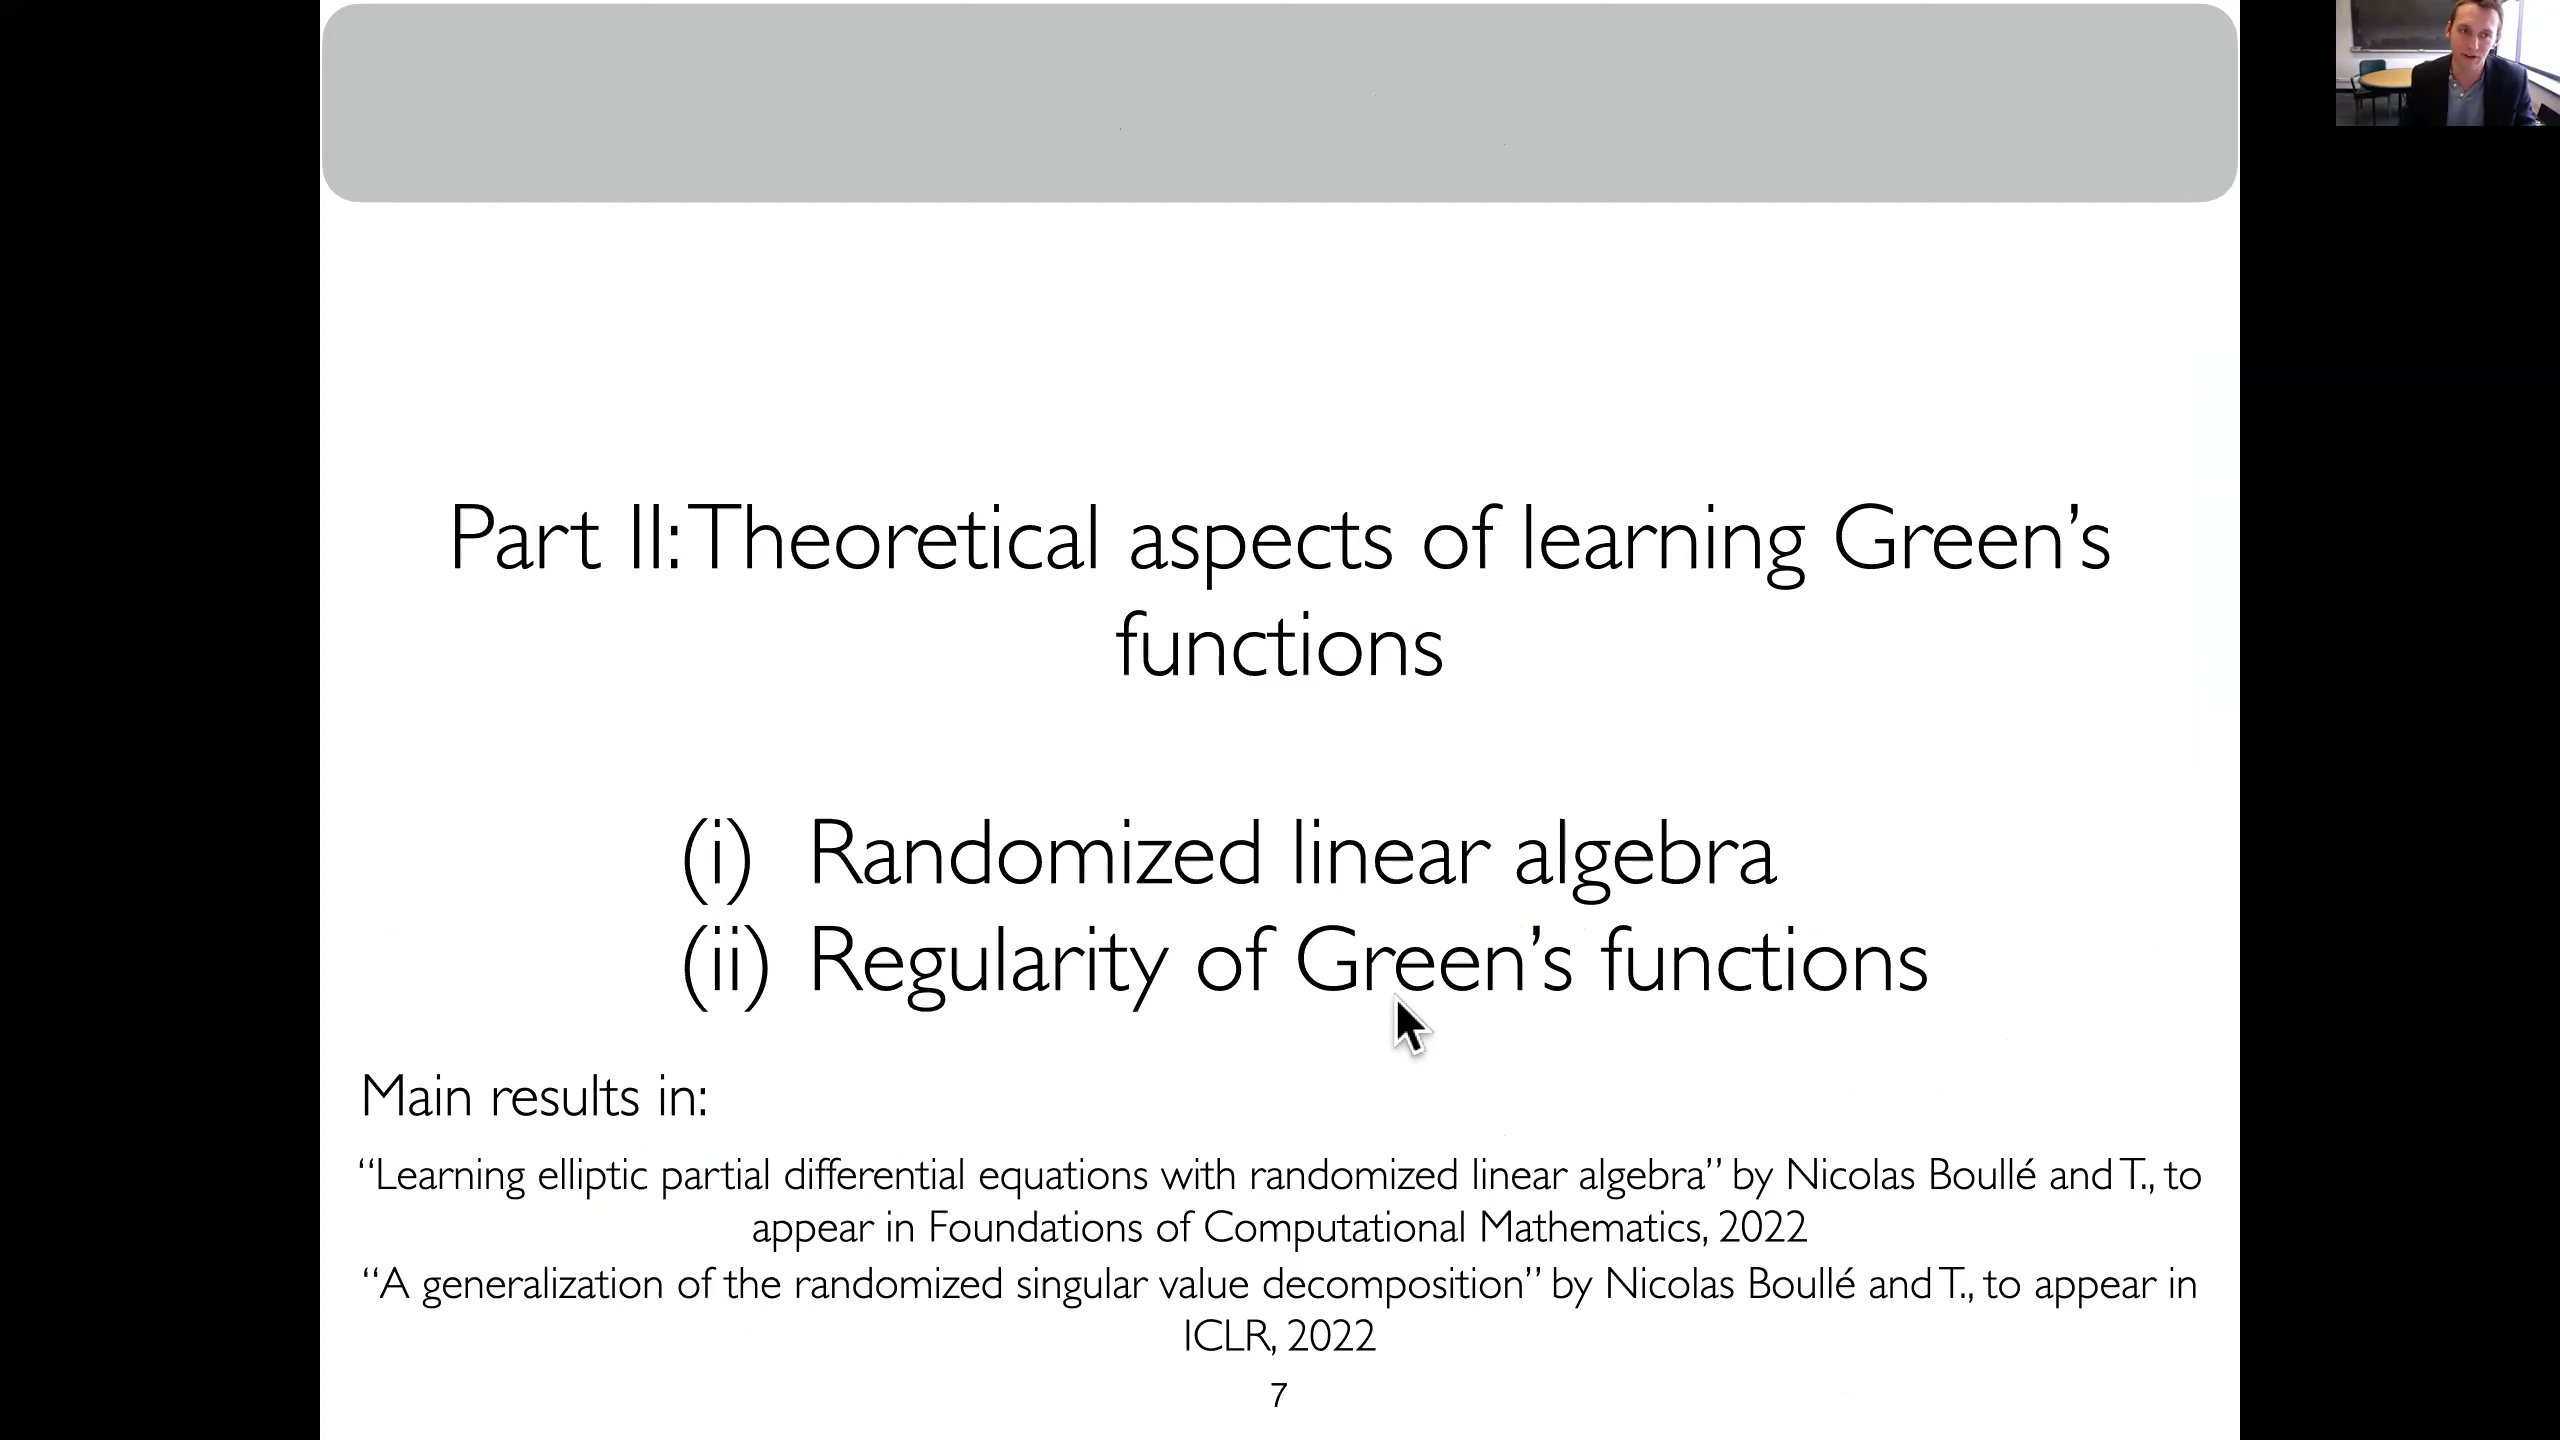 Part II: Theoretical aspects of learning Green’s
functions
(i) Randomized linear algebra
(ii) Regularity of Green’s functions
Main results in:
“Learning elliptic partial differential equations with randomized linear algebra” by Nicolas Boullé and T., to
appear in Foundations of Computational Mathematics, 2022
“A generalization of the randomized singular value decomposition” by Nicolas Boullé and T., to appear in
ICLR, 2022
7